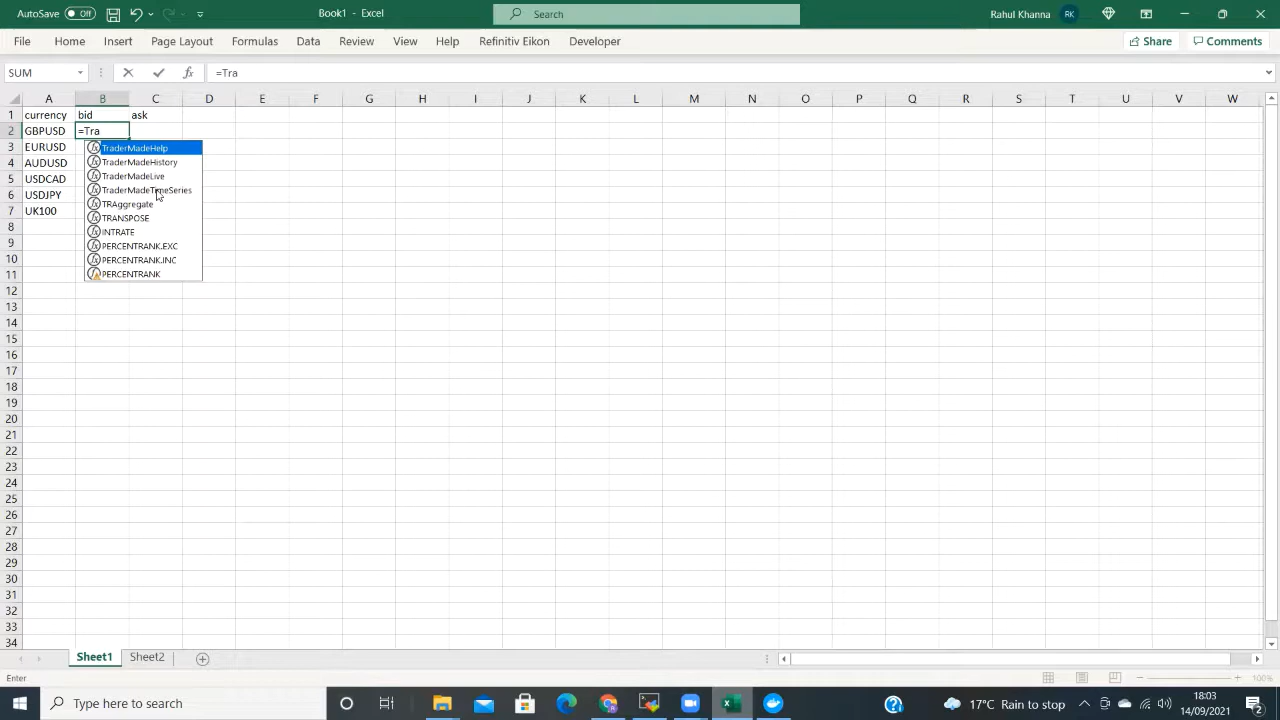 AutoSave Off
Book1 - Excel
Search
Rahul Khanna
RK
File Home Insert Page Layout Formulas Data Review View Help Refinitiv Eikon Developer
Share
Comments
SUM
fx
=Tra
A B C D E F G H I J K L M N O P Q R S T U V W
1 currency bid ask
2 GBPUSD =Tra
3 EURUSD
4 AUDUSD
5 USDCAD
6 USDJPY
7 UK100
TraderMadeHelp
TraderMadeHistory
TraderMadeLive
TraderMadeTimeSeries
TRAggregate
TRANSPOSE
INTRATE
PERCENTRANK.EXC
PERCENTRANK.INC
PERCENTRANK
8
9
10
11
12
13
14
15
16
17
18
19
20
21
22
23
24
25
26
27
28
29
30
31
32
33
34
Sheet1 Sheet2
Enter
100%
Type here to search
17°C Rain to stop
18:03
14/09/2021
2